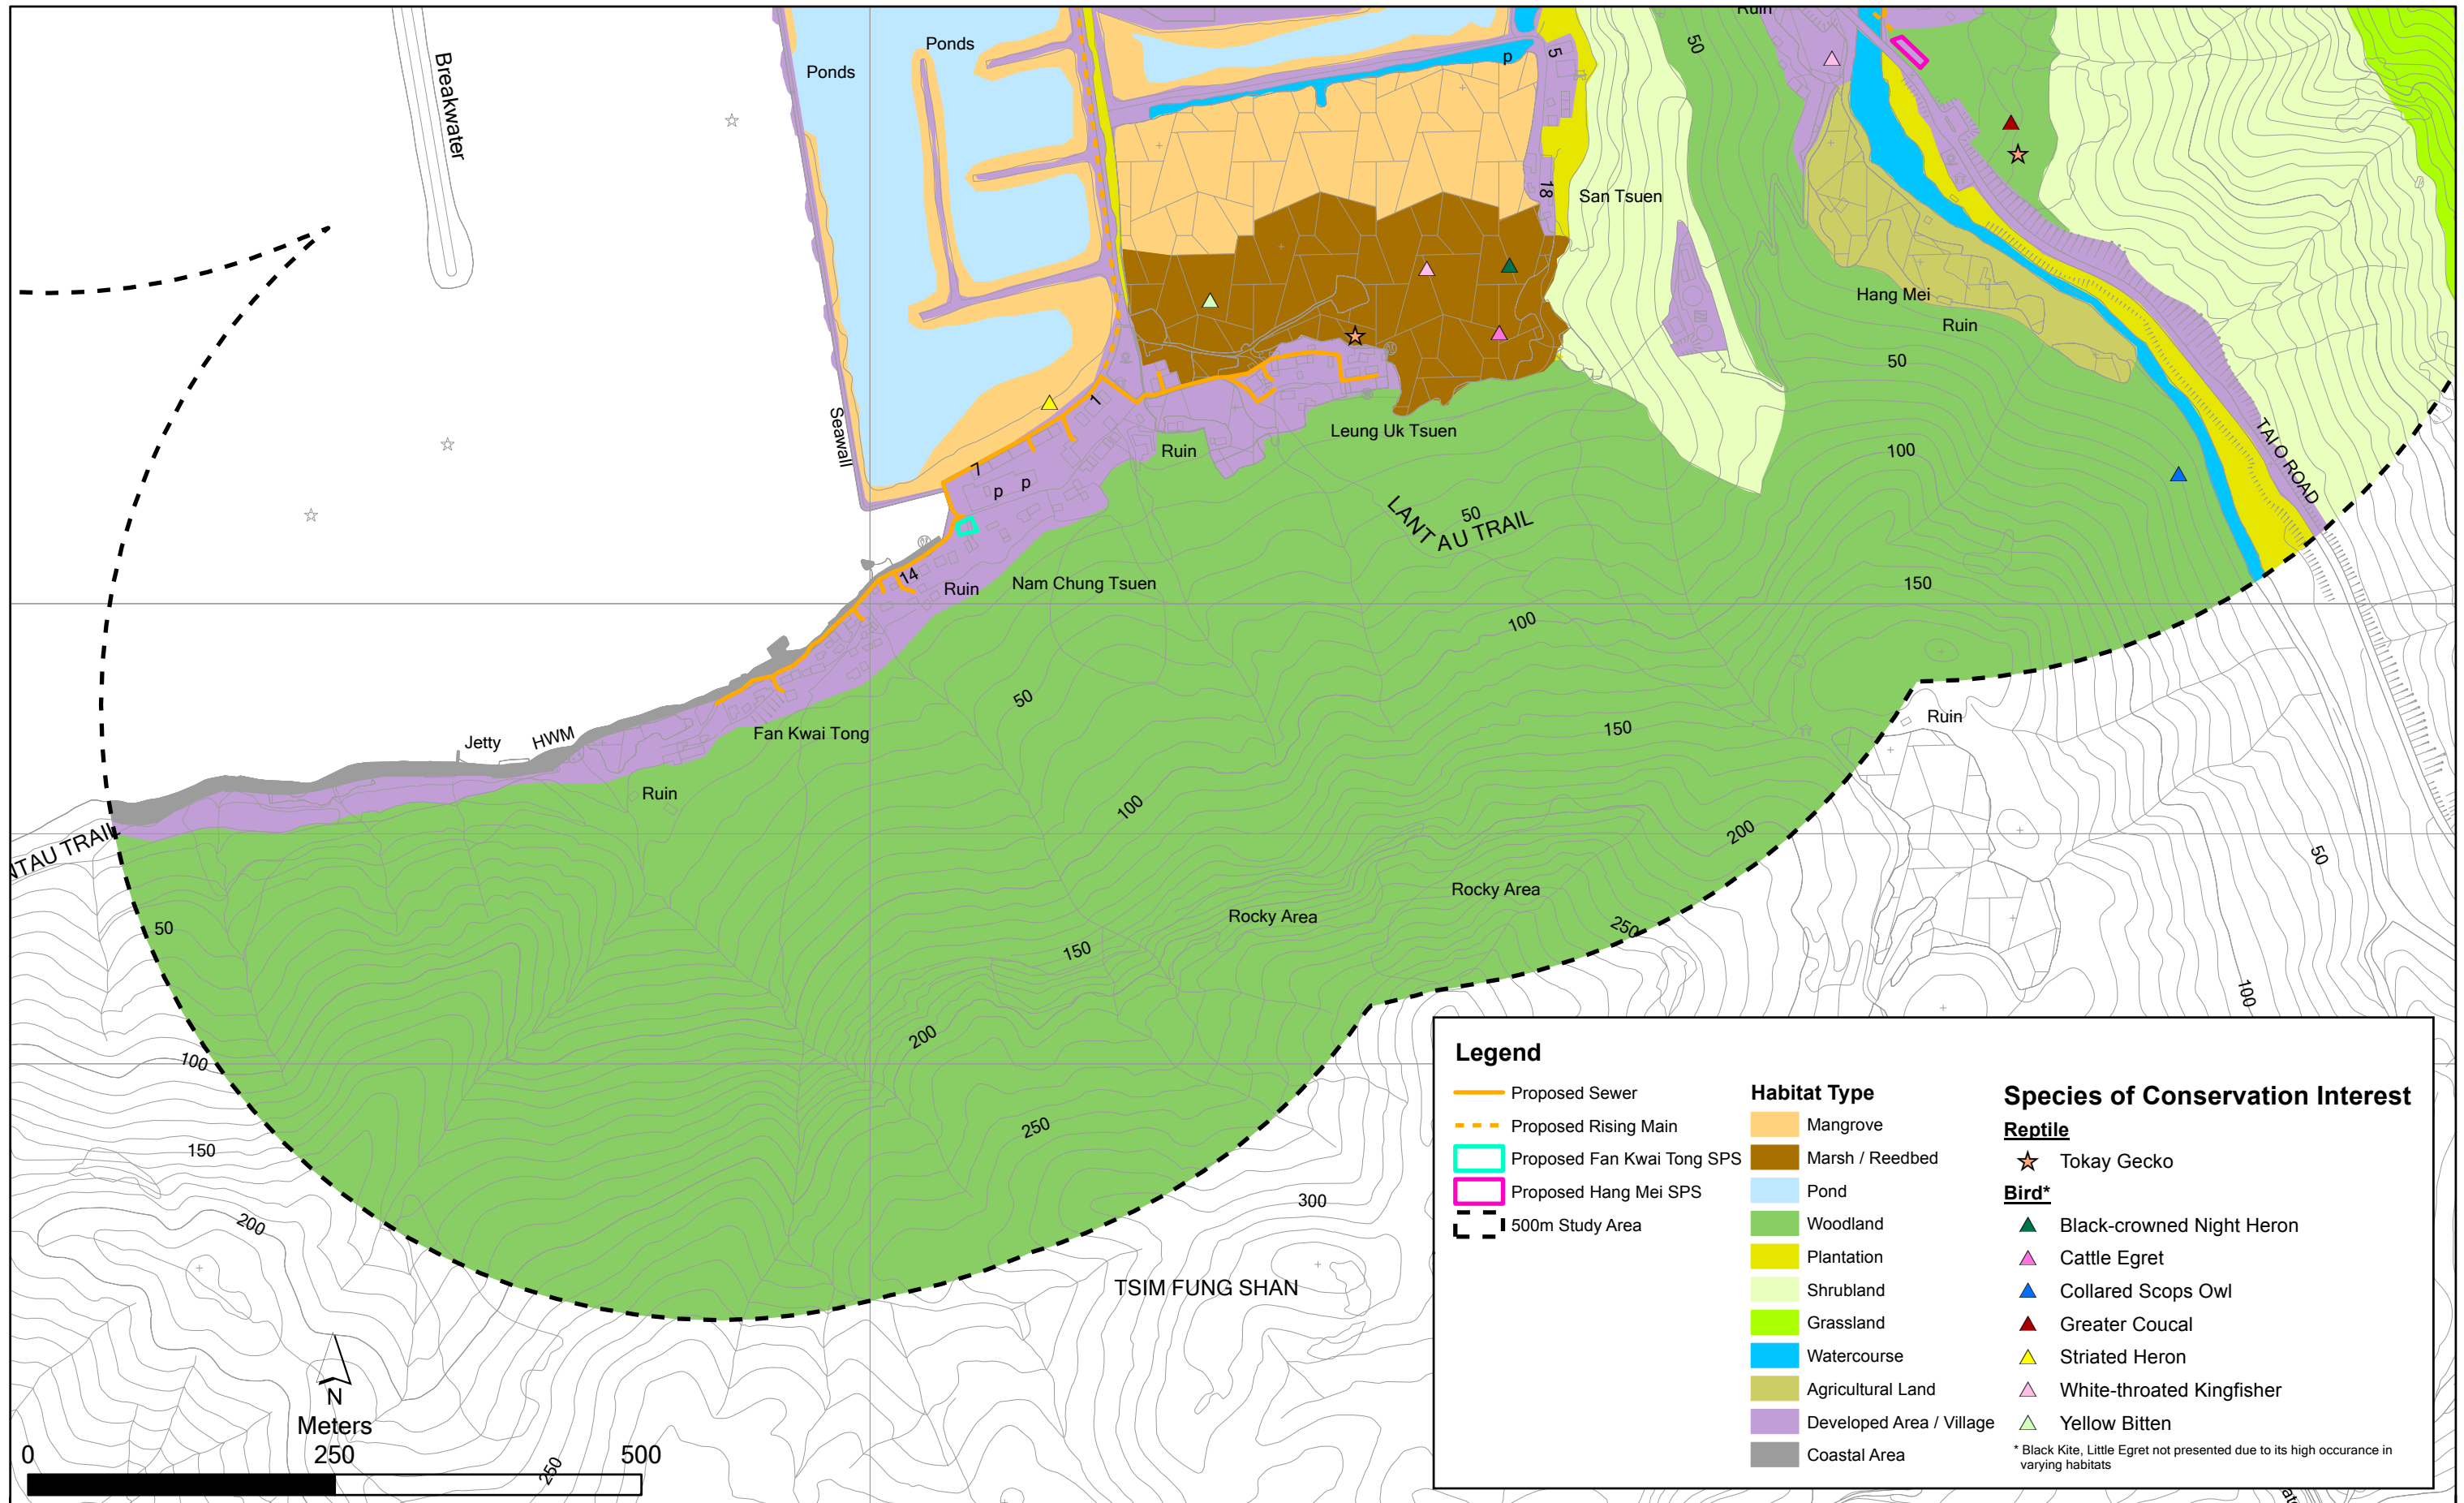 Ruin
Ponds
Ponds
Breakwater
p
5
50
18
San Tsuen
Hang Mei
Ruin
50
Seawall
1
7
p
p
Ruin
Leung Uk Tsuen
100
TAI O ROAD
50
LANTAU TRAIL
14
Ruin
Nam Chung Tsuen
150
100
50
Ruin
150
Jetty
HWM
Fan Kwai Tong
Ruin
100
200
50
NTAU TRAIL
Rocky Area
Rocky Area
250
50
150
100
200
100
250
150
300
200
TSIM FUNG SHAN
N
Meters
0
250
500
250
Legend
Proposed Sewer
Proposed Rising Main
Proposed Fan Kwai Tong SPS
Proposed Hang Mei SPS
500m Study Area
Habitat Type
Mangrove
Marsh / Reedbed
Pond
Woodland
Plantation
Shrubland
Grassland
Watercourse
Agricultural Land
Developed Area / Village
Coastal Area
Species of Conservation Interest
Reptile
Tokay Gecko
Bird*
Black-crowned Night Heron
Cattle Egret
Collared Scops Owl
Greater Coucal
Striated Heron
White-throated Kingfisher
Yellow Bitten
* Black Kite, Little Egret not presented due to its high occurance in
varying habitats